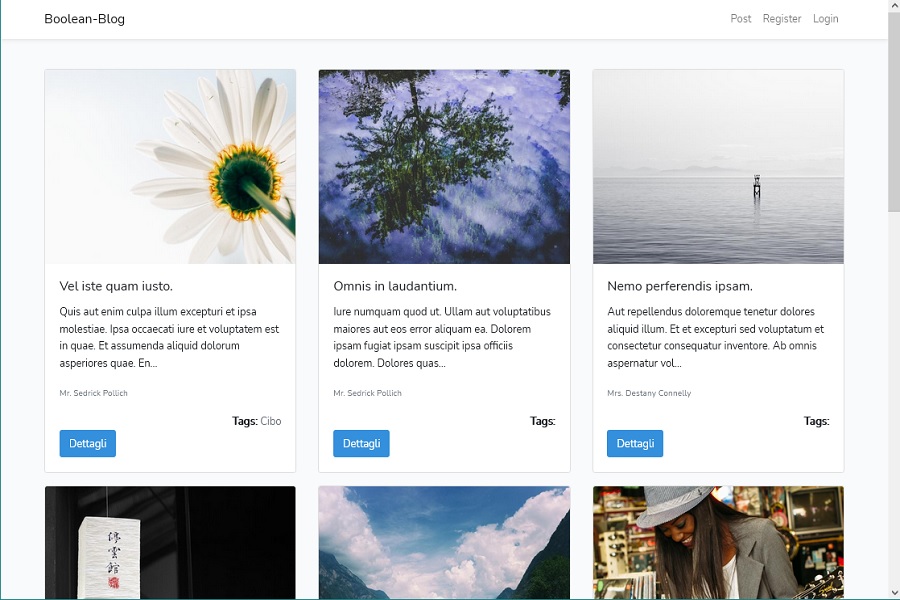 Boolean-Blog
Post Register Login
Vel iste quam iusto.
Quis aut enim culpa illum excepturi et ipsa
molestiae. Ipsa occaecati iure et voluptatem est
in quae. Et assumenda aliquid dolorum
asperiores quae. En...
Mr. Sedrick Pollich
Tags: Cibo
Dettagli
Omnis in laudantium.
Iure numquam quod ut. Ullam aut voluptatibus
maiores aut eos error aliquam ea. Dolorem
ipsam fugiat ipsam suscipit ipsa officiis
dolorem. Dolores quas...
Mr. Sedrick Pollich
Tags:
Dettagli
Nemo perferendis ipsam.
Aut repellendus doloremque tenetur dolores
aliquid illum. Et et excepturi sed voluptatum et
consectetur consequatur inventore. Ab omnis
aspernatur vol...
Mrs. Destany Connelly
Tags:
Dettagli